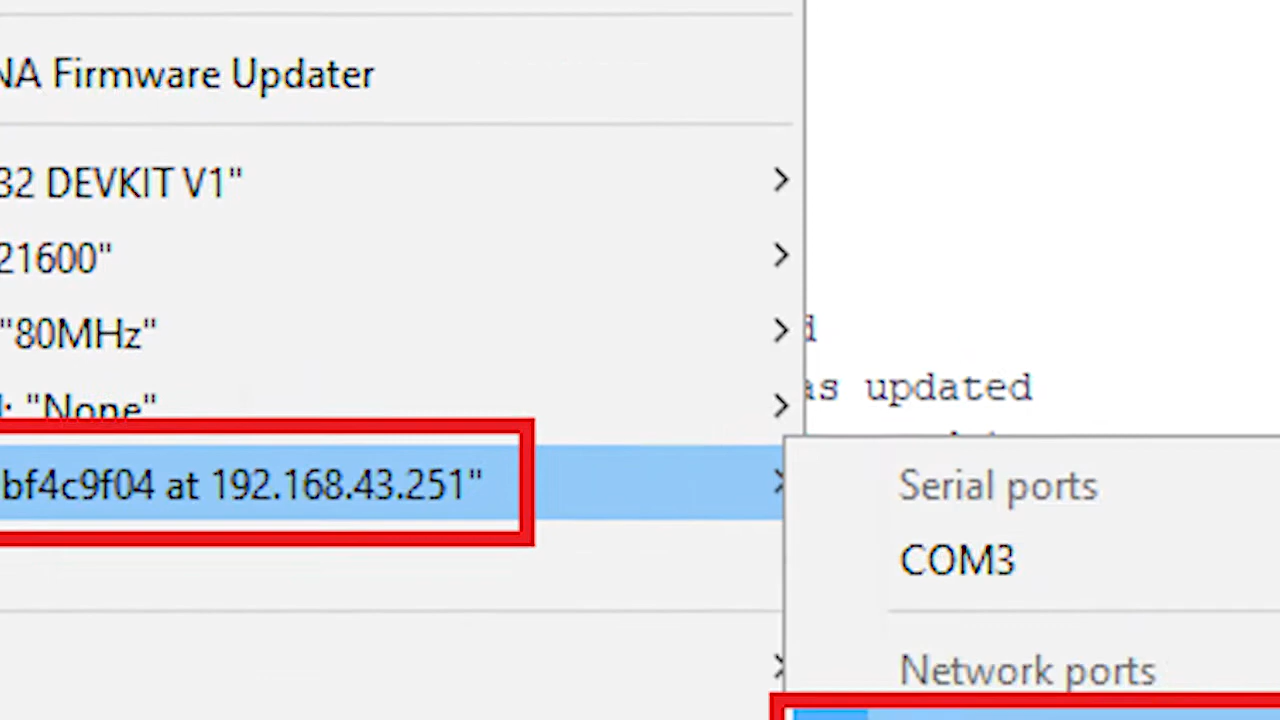 NA Firmware Updater
32 DEVKIT V1"
21600"
"80MHz"
: "None"
bf4c9f04 at 192.168.43.251"
d
as updated
Serial ports
COM3
Network ports